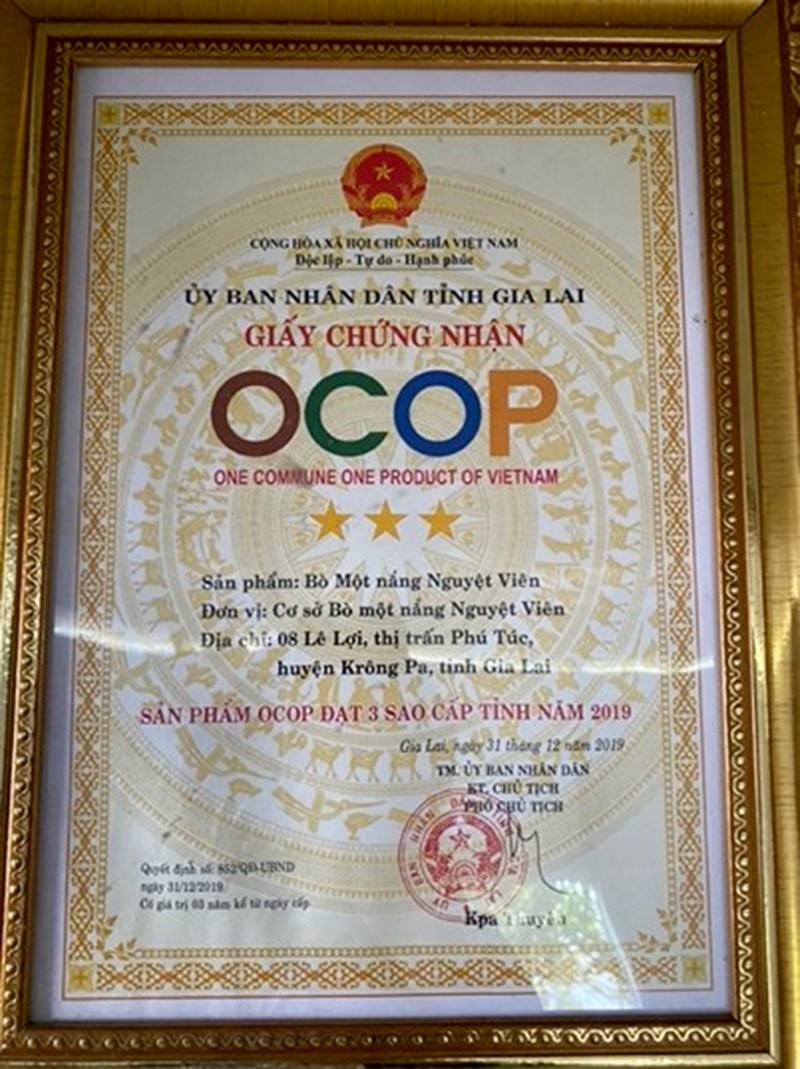 CỘNG HÒA XÃ HỘI CHỦ NGHĨA VIỆT NAM
Độc lập - Tự do - Hạnh phúc
ỦY BAN NHÂN DÂN TỈNH GIA LAI
GIẤY CHỨNG NHẬN
OCOP
ONE COMMUNE ONE PRODUCT OF VIETNAM
Sản phẩm: Bò Một nắng Nguyệt Viên
Đơn vị: Cơ sở Bò một nắng Nguyệt Viên
Địa chỉ: 08 Lê Lợi, thị trấn Phú Túc,
huyện Krông Pa, tỉnh Gia Lai
SẢN PHẨM OCOP ĐẠT 3 SAO CẤP TỈNH NĂM 2019
Gia Lai, ngày 31 tháng 12 năm 2019
TM. ỦY BAN NHÂN DÂN
KT. CHỦ TỊCH
PHÓ CHỦ TỊCH
Quyết định số: 852/QĐ-UBND
ngày 31/12/2019
Có giá trị 03 năm kể từ ngày cấp
Kpa Thuyên